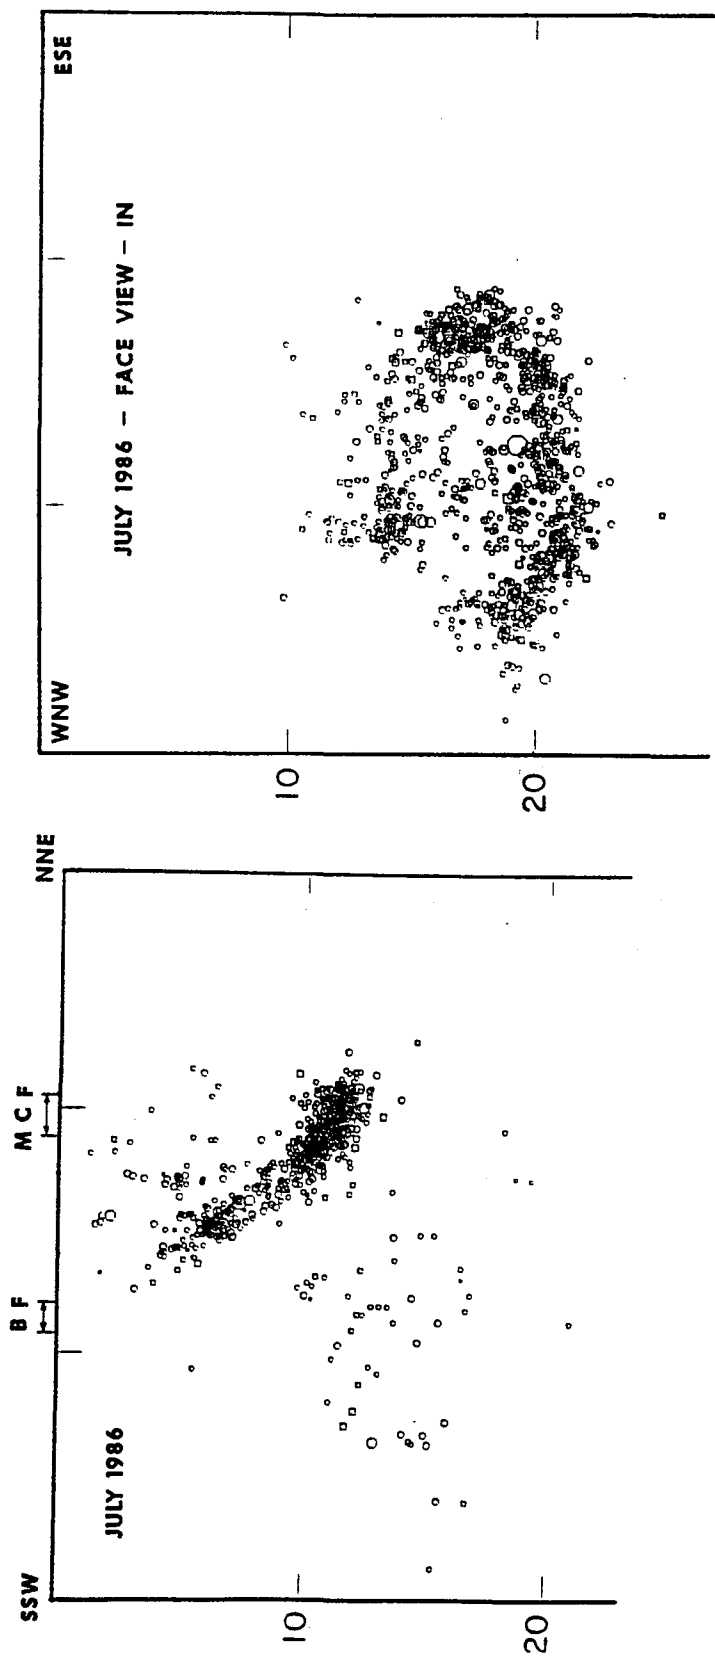 SSW
B F
M C F
NNE
JULY 1986
10
20
WNW
ESE
JULY 1986 – FACE VIEW – IN
10
20